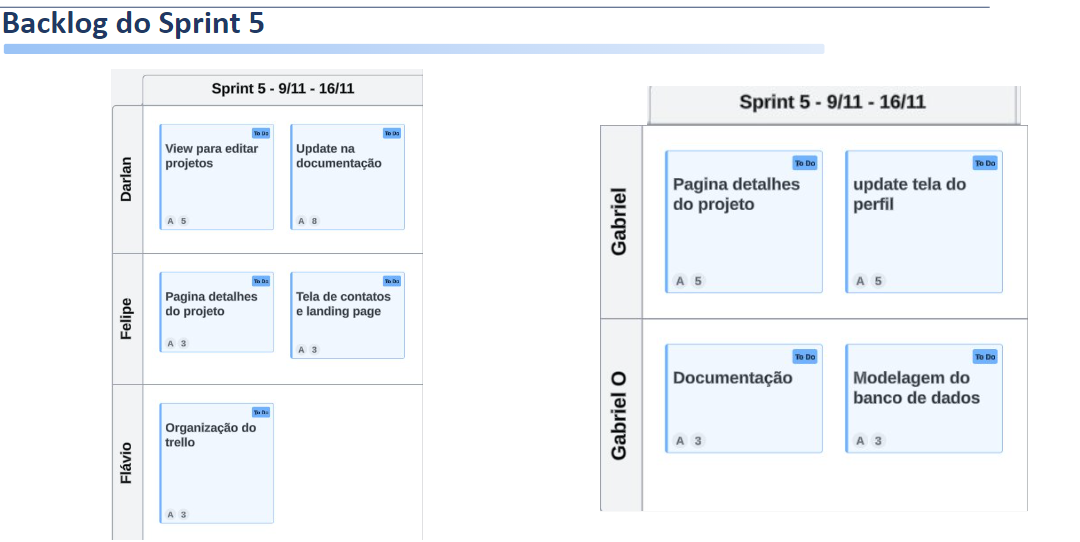 Backlog do Sprint 5
Sprint 5 - 9/11 - 16/11
Darlan
To Do
View para editar
projetos
A 5
To Do
Update na
documentação
A 8
Felipe
To Do
Pagina detalhes
do projeto
A 3
To Do
Tela de contatos
e landing page
A 3
Flávio
To Do
Organização do
trello
A 3
Sprint 5 - 9/11 - 16/11
Gabriel
To Do
Pagina detalhes
do projeto
A 5
To Do
update tela do
perfil
A 5
Gabriel O
To Do
Documentação
A 3
To Do
Modelagem do
banco de dados
A 3